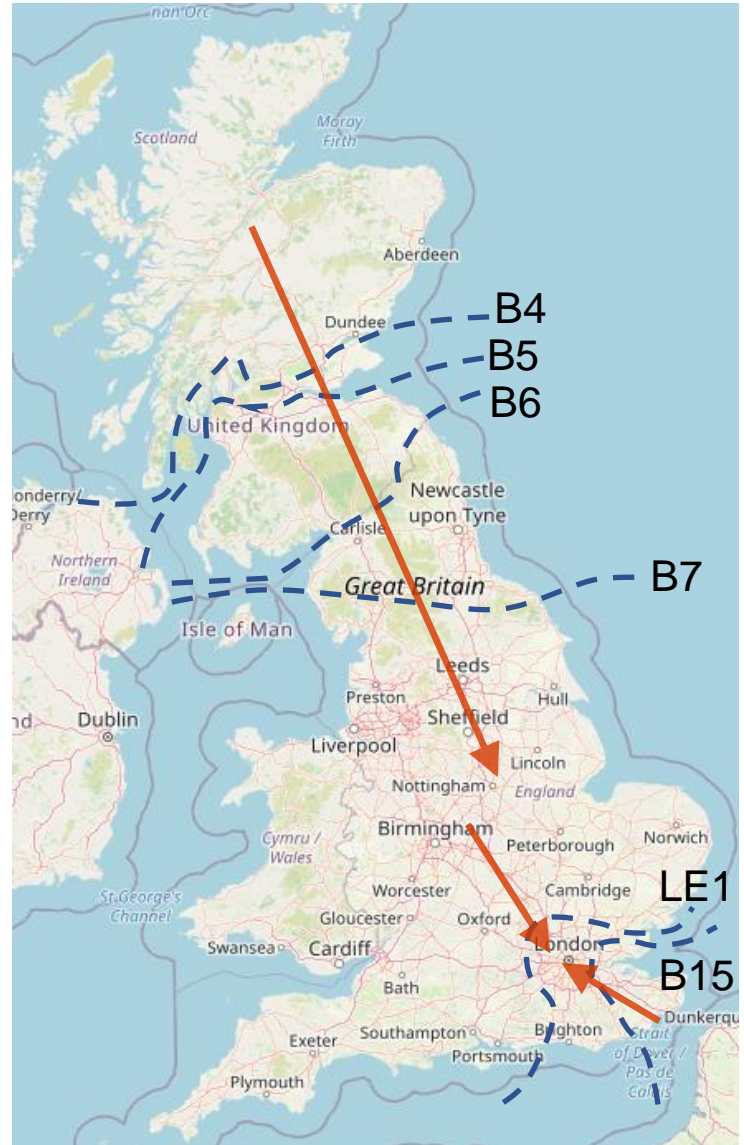 nan Orc
Moray
Firth
Scotland
Aberdeen
B4
Dundee
B5
B6
United Kingdom
onderry/
Derry
Newcastle
upon Tyne
Carlisle
Northern
Ireland
B7
Great Britain
Isle of Man
Leeds
Preston
Hull
nd
Dublin
Sheffield
Liverpool
Lincoln
Nottingham
England
Birmingham
Norwich
Cymru /
Wales
Peterborough
St George's
Channel
Worcester
Cambridge
LE1
Gloucester
Oxford
Swansea
Cardiff
London
B15
Bath
Dunkerqu
Southampton
Brighton
Strait
of Dover /
Pas de
Calais
Exeter
Portsmouth
Plymouth